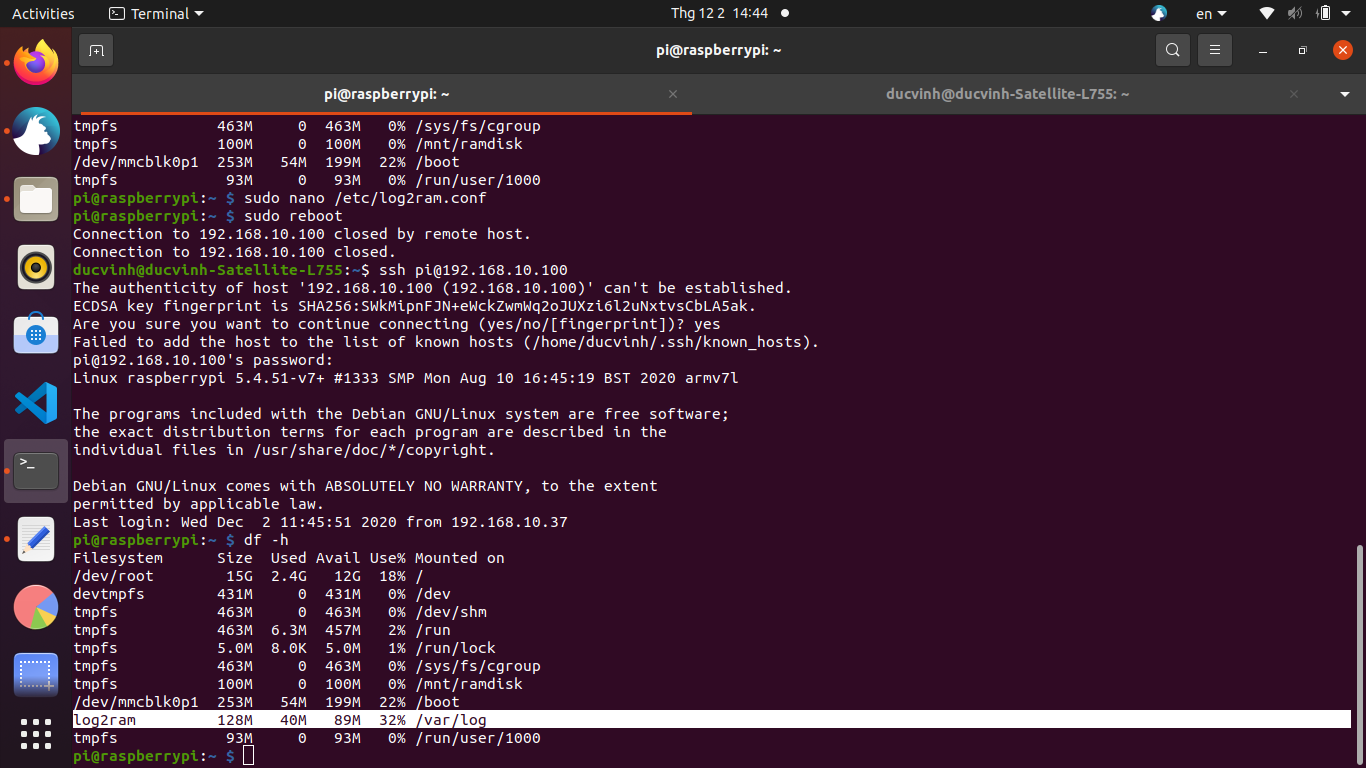 Activities Terminal Thg 12 2 14:44 en
pi@raspberrypi: ~
pi@raspberrypi: ~ ducvinh@ducvinh-Satellite-L755: ~
tmpfs 463M 0 463M 0% /sys/fs/cgroup
tmpfs 100M 0 100M 0% /mnt/ramdisk
/dev/mmcblk0p1 253M 54M 199M 22% /boot
tmpfs 93M 0 93M 0% /run/user/1000
pi@raspberrypi:~ $ sudo nano /etc/log2ram.conf
pi@raspberrypi:~ $ sudo reboot
Connection to 192.168.10.100 closed by remote host.
Connection to 192.168.10.100 closed.
ducvinh@ducvinh-Satellite-L755:~$ ssh pi@192.168.10.100
The authenticity of host '192.168.10.100 (192.168.10.100)' can't be established.
ECDSA key fingerprint is SHA256:SWkMipnFJN+eWckZwmWq2oJUXzi6l2uNxtvsCbLA5ak.
Are you sure you want to continue connecting (yes/no/[fingerprint])? yes
Failed to add the host to the list of known hosts (/home/ducvinh/.ssh/known_hosts).
pi@192.168.10.100's password:
Linux raspberrypi 5.4.51-v7+ #1333 SMP Mon Aug 10 16:45:19 BST 2020 armv7l
The programs included with the Debian GNU/Linux system are free software;
the exact distribution terms for each program are described in the
individual files in /usr/share/doc/*/copyright.
Debian GNU/Linux comes with ABSOLUTELY NO WARRANTY, to the extent
permitted by applicable law.
Last login: Wed Dec  2 11:45:51 2020 from 192.168.10.37
pi@raspberrypi:~ $ df -h
Filesystem Size Used Avail Use% Mounted on
/dev/root 15G 2.4G 12G 18% /
devtmpfs 431M 0 431M 0% /dev
tmpfs 463M 0 463M 0% /dev/shm
tmpfs 463M 6.3M 457M 2% /run
tmpfs 5.0M 8.0K 5.0M 1% /run/lock
tmpfs 463M 0 463M 0% /sys/fs/cgroup
tmpfs 100M 0 100M 0% /mnt/ramdisk
/dev/mmcblk0p1 253M 54M 199M 22% /boot
log2ram 128M 40M 89M 32% /var/log
tmpfs 93M 0 93M 0% /run/user/1000
pi@raspberrypi:~ $